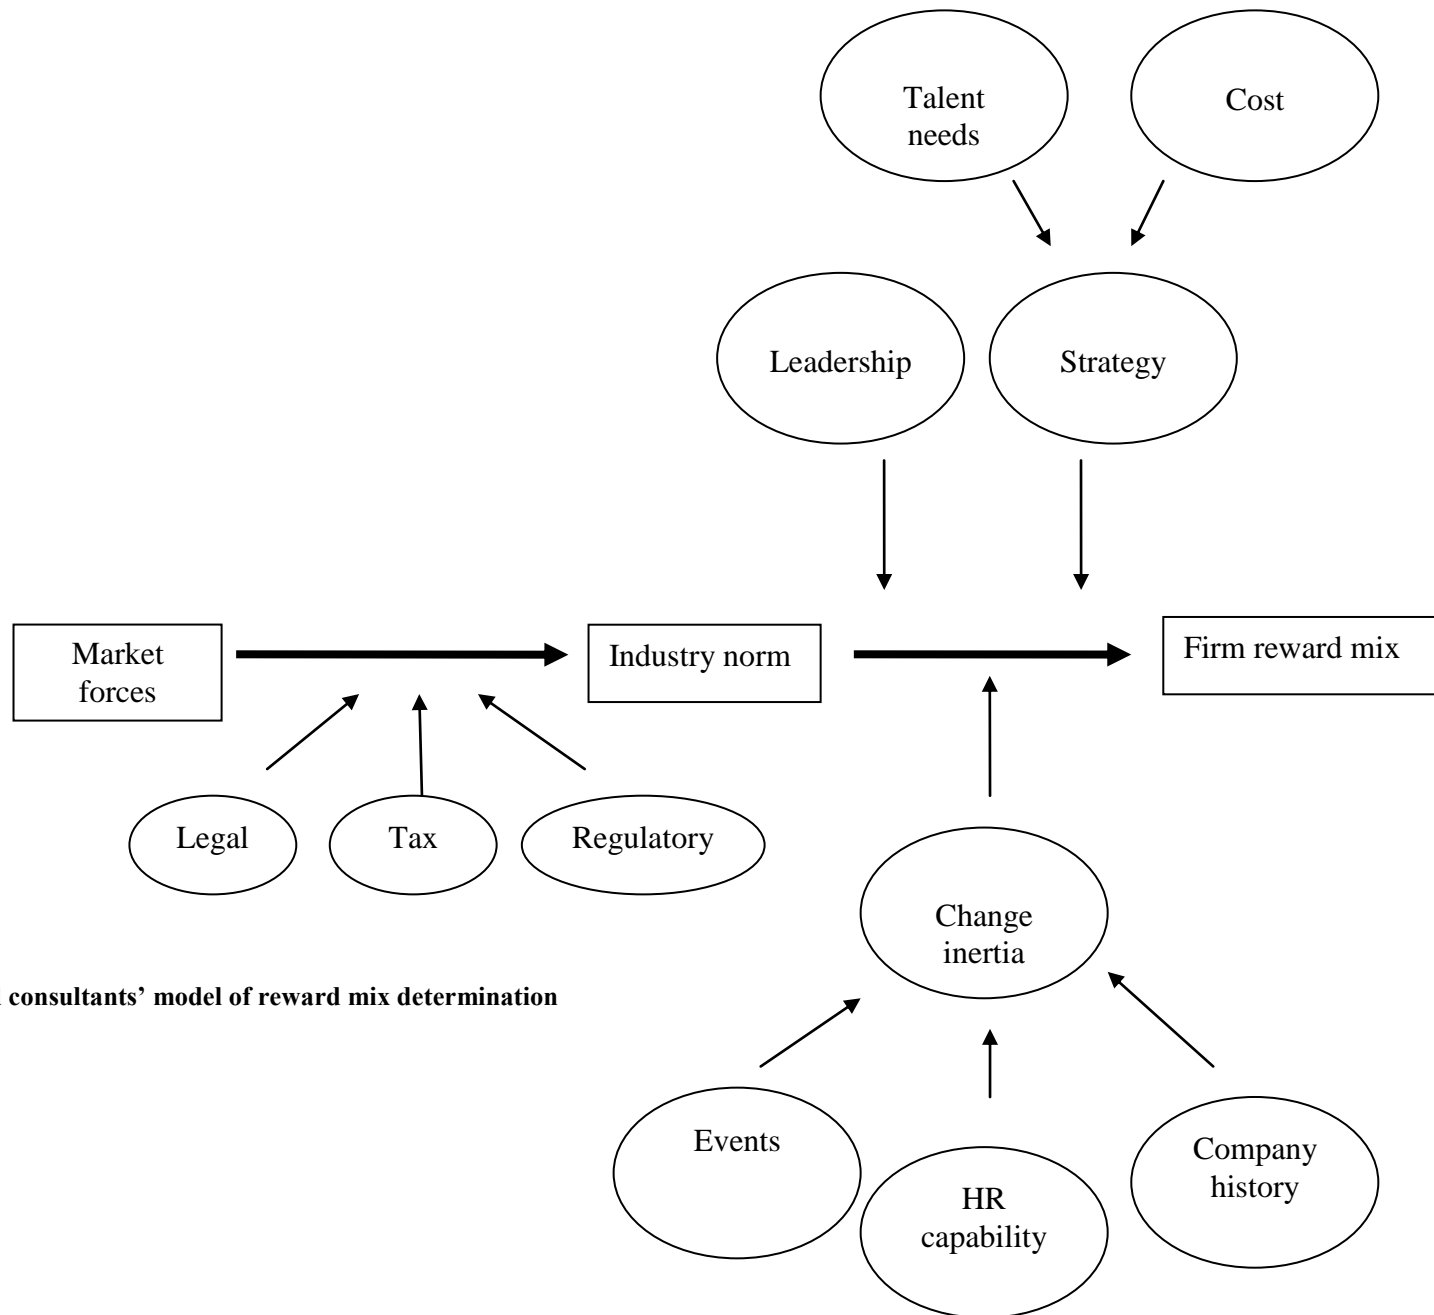 Talent
needs
Cost
Leadership
Strategy
Market
forces
Industry norm
Firm reward mix
Legal
Tax
Regulatory
Change
inertia
consultants’ model of reward mix determination
Events
HR
capability
Company
history